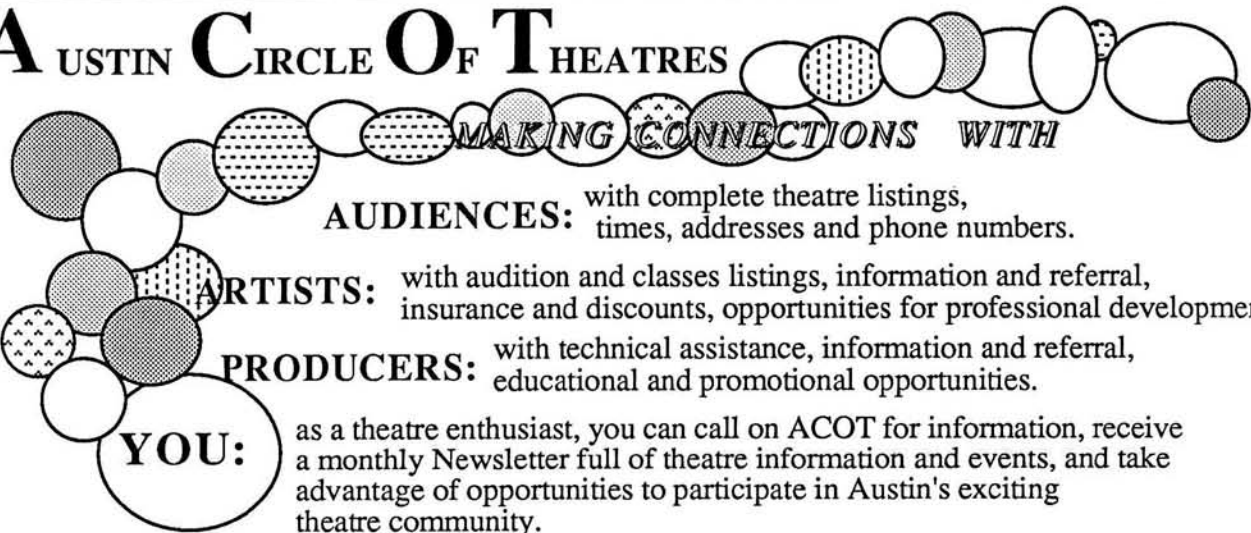 AUSTIN CIRCLE OF THEATRES
MAKING CONNECTIONS WITH
AUDIENCES: with complete theatre listings,
times, addresses and phone numbers.
ARTISTS: with audition and classes listings, information and referral,
insurance and discounts, opportunities for professional developme
PRODUCERS: with technical assistance, information and referral,
educational and promotional opportunities.
YOU: as a theatre enthusiast, you can call on ACOT for information, receive
a monthly Newsletter full of theatre information and events, and take
advantage of opportunities to participate in Austin's exciting
theatre community.